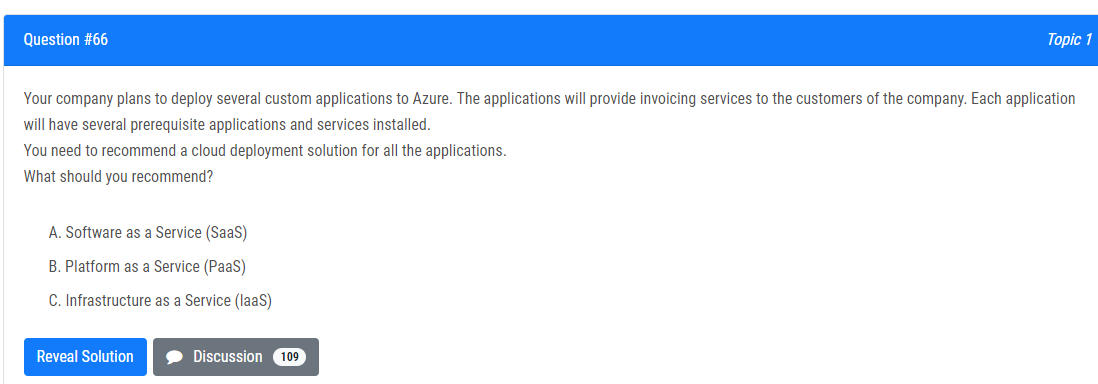 Question #66
Topic 1
Your company plans to deploy several custom applications to Azure. The applications will provide invoicing services to the customers of the company. Each application
will have several prerequisite applications and services installed.
You need to recommend a cloud deployment solution for all the applications.
What should you recommend?
A. Software as a Service (SaaS)
B. Platform as a Service (PaaS)
C. Infrastructure as a Service (IaaS)
Reveal Solution
Discussion 109